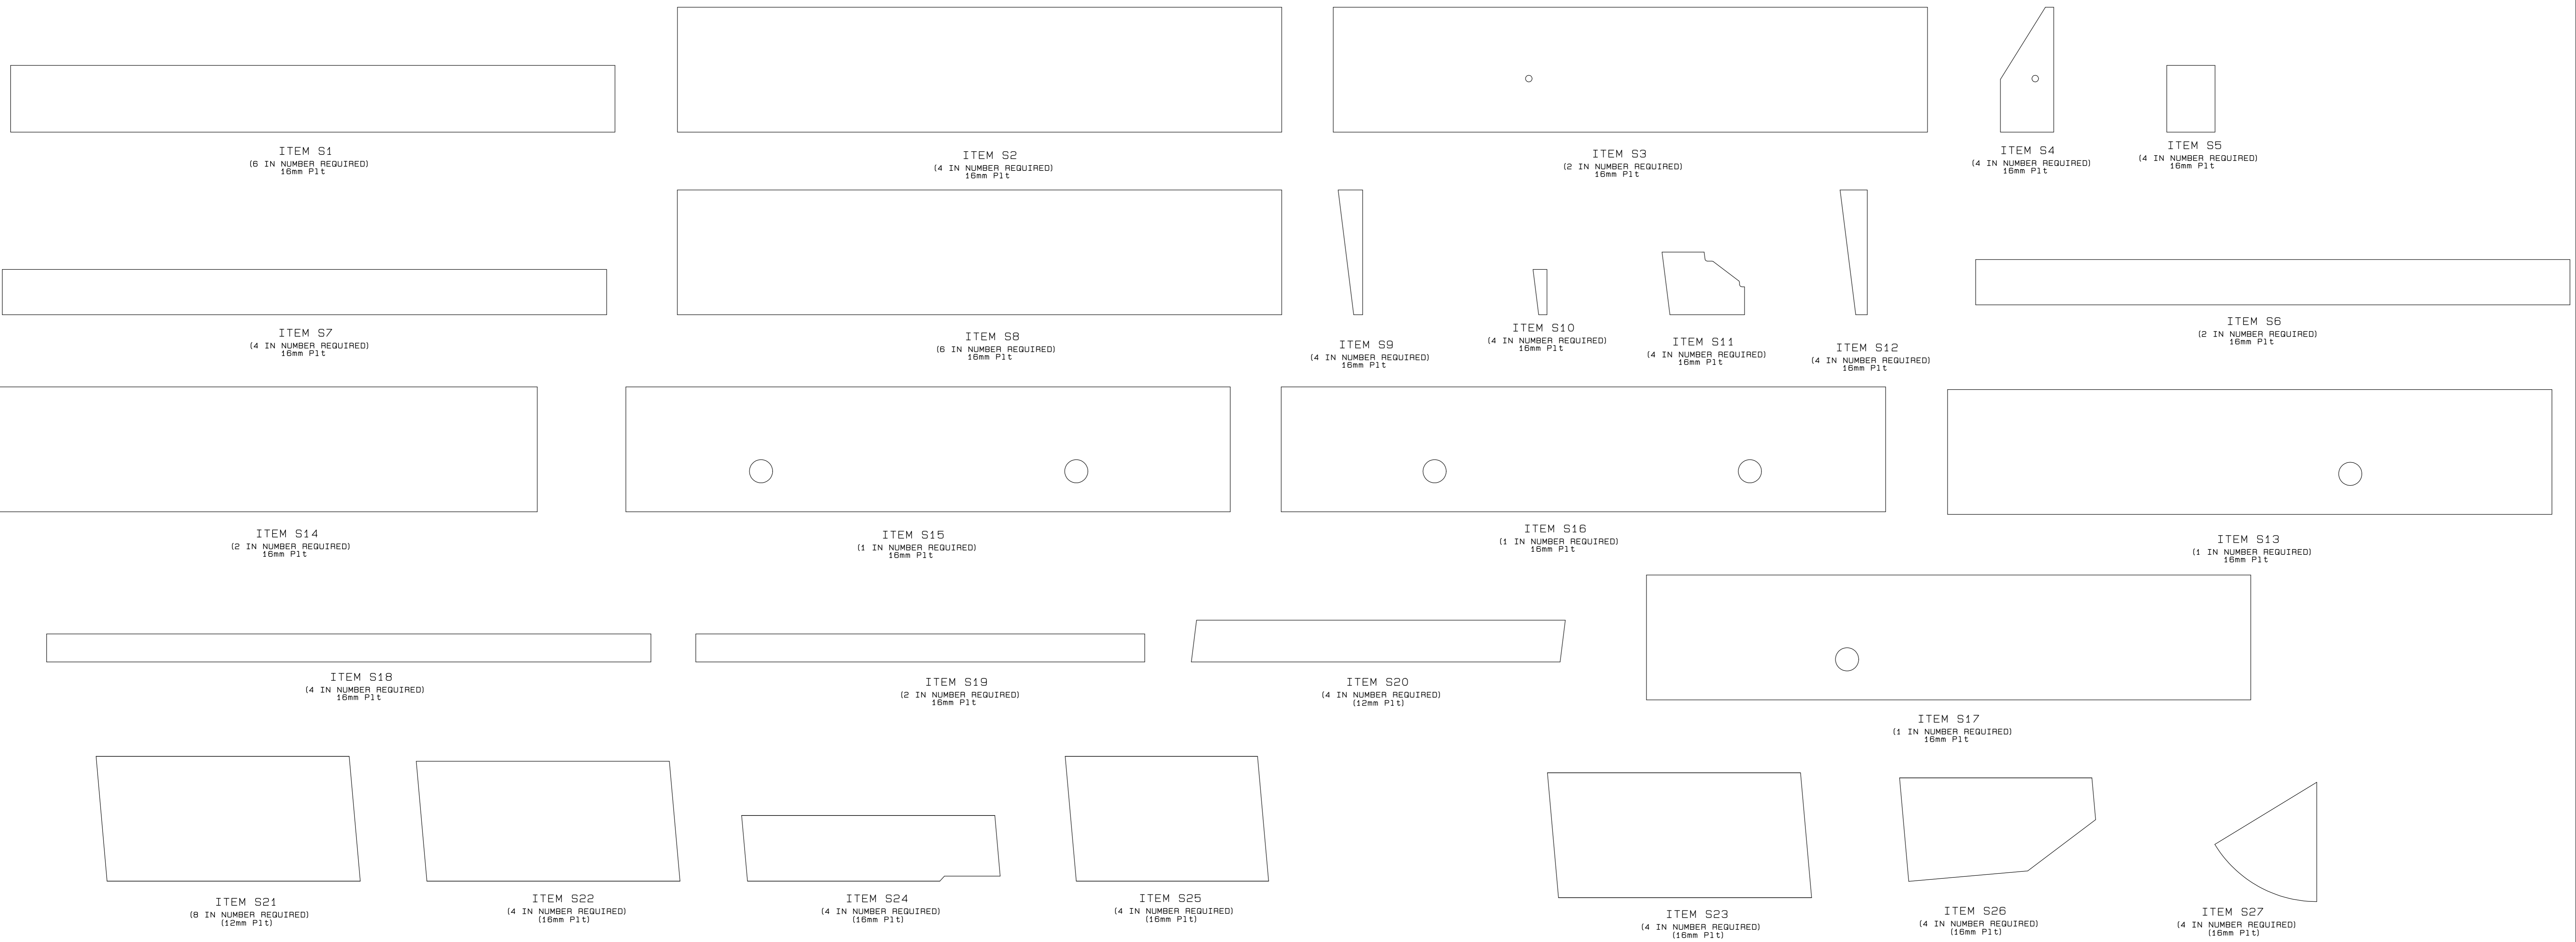 ITEM S1
(6 IN NUMBER REQUIRED)
16mm Plt
ITEM S2
(4 IN NUMBER REQUIRED)
16mm Plt
ITEM S3
(2 IN NUMBER REQUIRED)
16mm Plt
ITEM S4
(4 IN NUMBER REQUIRED)
16mm Plt
ITEM S5
(4 IN NUMBER REQUIRED)
16mm Plt
ITEM S7
(4 IN NUMBER REQUIRED)
16mm Plt
ITEM S8
(6 IN NUMBER REQUIRED)
16mm Plt
ITEM S9
(4 IN NUMBER REQUIRED)
16mm Plt
ITEM S10
(4 IN NUMBER REQUIRED)
16mm Plt
ITEM S11
(4 IN NUMBER REQUIRED)
16mm Plt
ITEM S12
(4 IN NUMBER REQUIRED)
16mm Plt
ITEM S6
(2 IN NUMBER REQUIRED)
16mm Plt
ITEM S14
(2 IN NUMBER REQUIRED)
16mm Plt
ITEM S15
(1 IN NUMBER REQUIRED)
16mm Plt
ITEM S16
(1 IN NUMBER REQUIRED)
16mm Plt
ITEM S13
(1 IN NUMBER REQUIRED)
16mm Plt
ITEM S18
(4 IN NUMBER REQUIRED)
16mm Plt
ITEM S19
(2 IN NUMBER REQUIRED)
16mm Plt
ITEM S20
(4 IN NUMBER REQUIRED)
(12mm Plt)
ITEM S17
(1 IN NUMBER REQUIRED)
16mm Plt
ITEM S21
(8 IN NUMBER REQUIRED)
(12mm Plt)
ITEM S22
(4 IN NUMBER REQUIRED)
(16mm Plt)
ITEM S24
(4 IN NUMBER REQUIRED)
(16mm Plt)
ITEM S25
(4 IN NUMBER REQUIRED)
(16mm Plt)
ITEM S23
(4 IN NUMBER REQUIRED)
(16mm Plt)
ITEM S26
(4 IN NUMBER REQUIRED)
(16mm Plt)
ITEM S27
(4 IN NUMBER REQUIRED)
(16mm Plt)